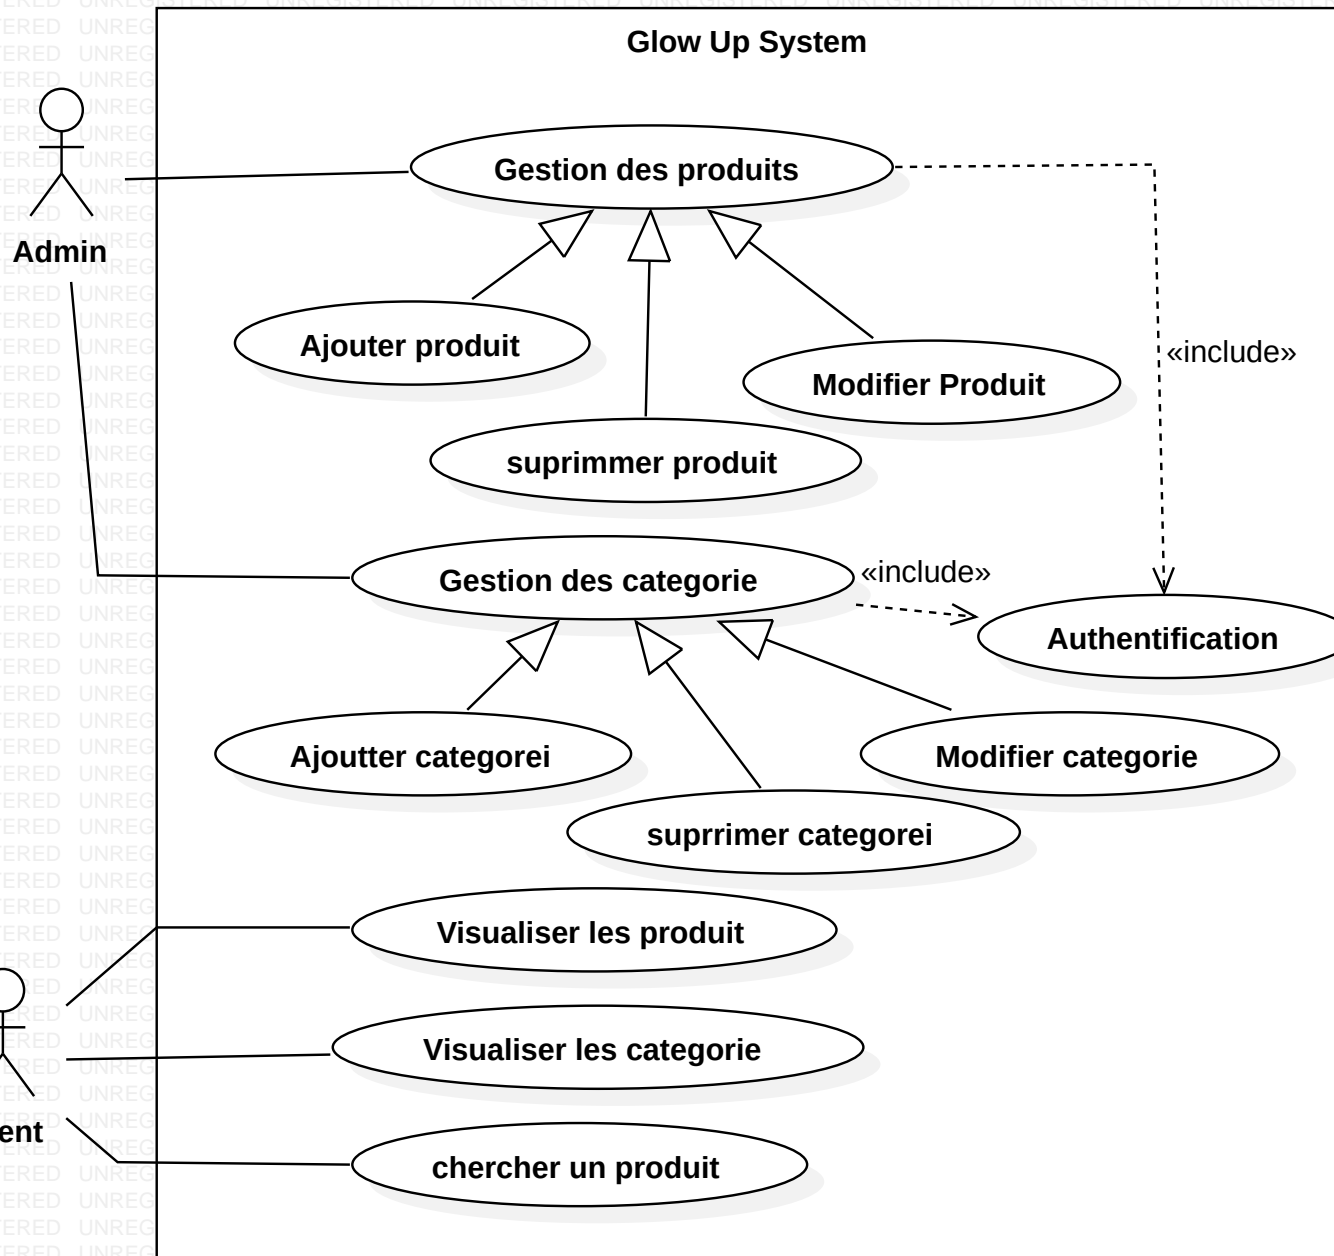 Glow Up System
Gestion des produits
Admin
Ajouter produit
«include»
Modifier Produit
suprimmer produit
Gestion des categorie
«include»
Authentification
Ajoutter categorei
Modifier categorie
suprrimer categorei
Visualiser les produit
Visualiser les categorie
ent
chercher un produit
UNREGISTERED